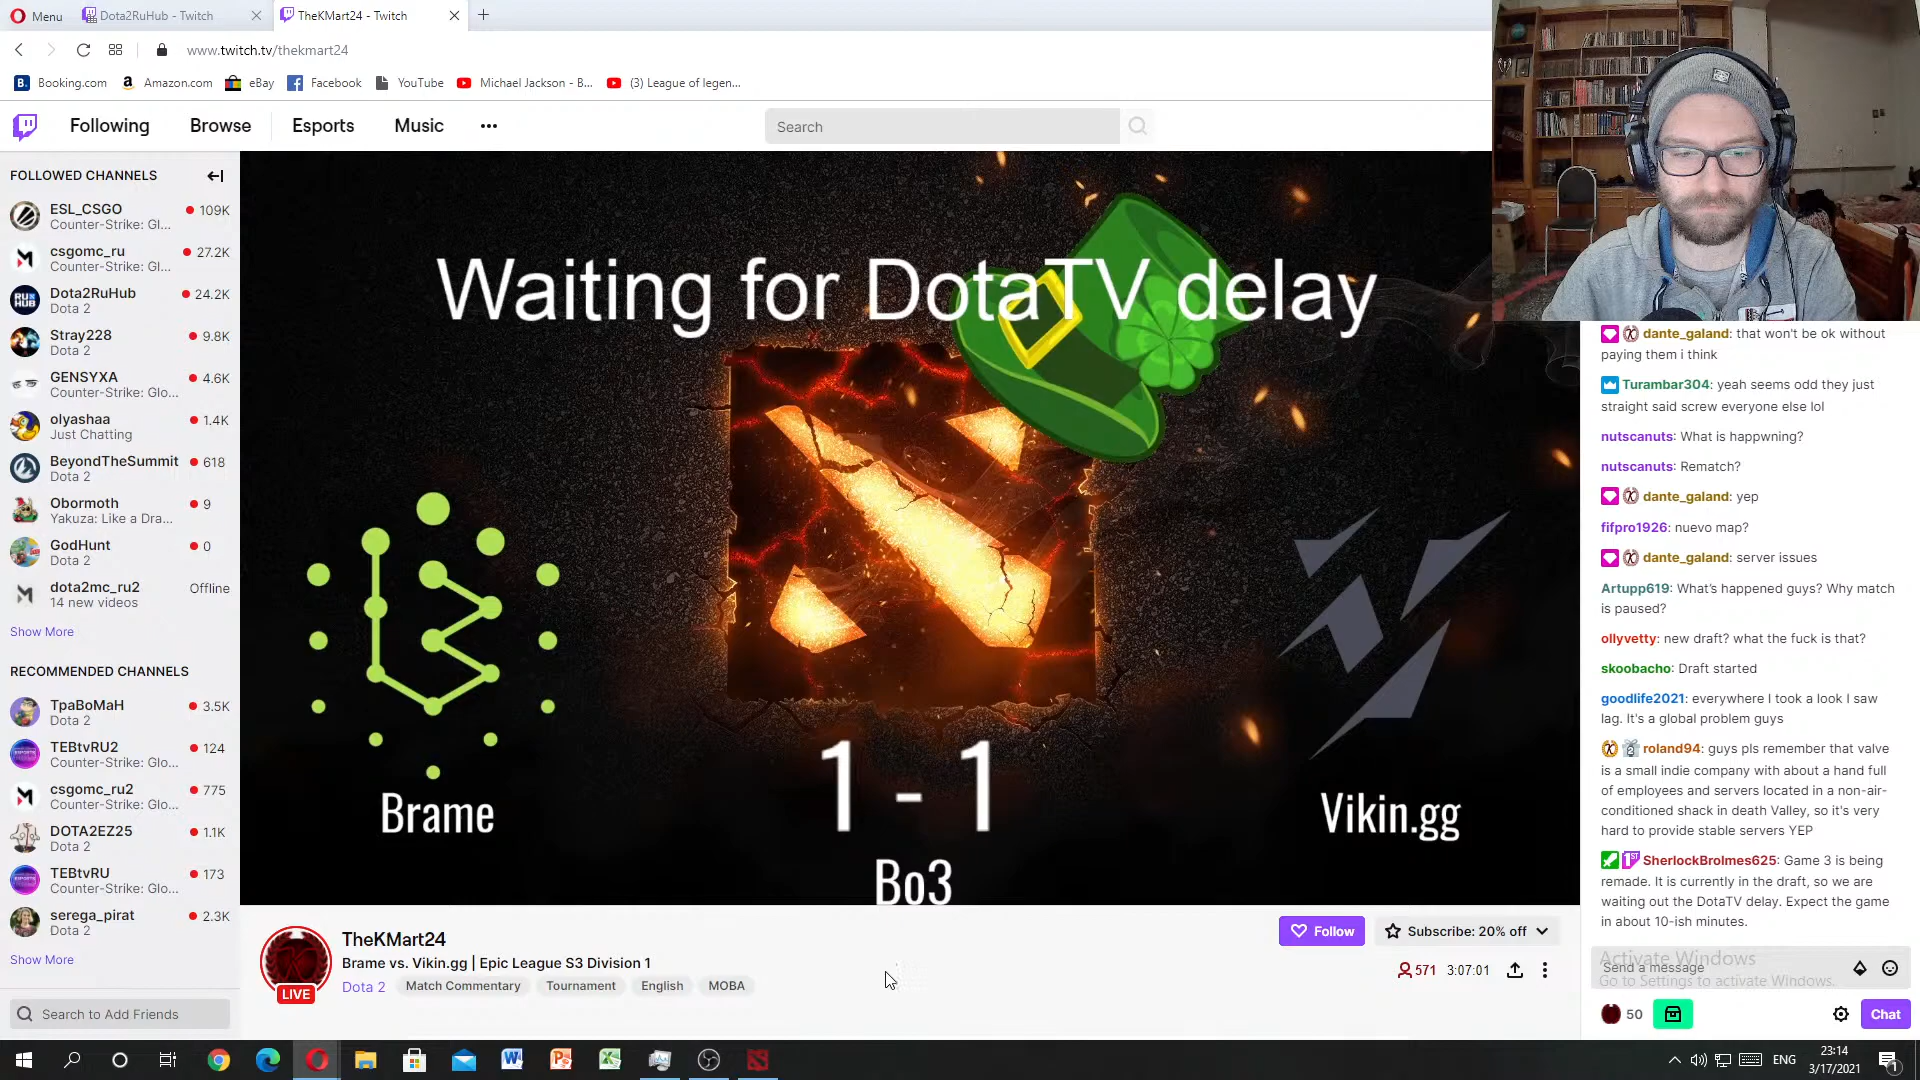 Menu
Dota2RuHub - Twitch
TheKMart24 - Twitch
www.twitch.tv/thekmart24
Booking.com
Amazon.com
eBay
Facebook
YouTube
Michael Jackson - B...
(3) League of legen...
Following
Browse
Esports
Music
Search
FOLLOWED CHANNELS
ESL_CSGO
109K
Counter-Strike: Gl...
csgomc_ru
27.2K
Counter-Strike: Gl...
Dota2RuHub
24.2K
Dota 2
Stray228
9.8K
Dota 2
GENSYXA
4.6K
Counter-Strike: Glo...
olyashaa
1.4K
Just Chatting
BeyondTheSummit
618
Dota 2
Obormoth
9
Yakuza: Like a Dra...
GodHunt
0
Dota 2
dota2mc_ru2
Offline
14 new videos
Show More
RECOMMENDED CHANNELS
TpaBoMaH
3.5K
Dota 2
TEBtvRU2
124
Counter-Strike: Glo...
csgomc_ru2
775
Counter-Strike: Glo...
DOTA2EZ25
1.1K
Dota 2
TEBtvRU
173
Counter-Strike: Glo...
serega_pirat
2.3K
Dota 2
Show More
Search to Add Friends
Waiting for DotaTV delay
Brame
1 - 1
Vikin.gg
Bo3
LIVE
TheKMart24
Brame vs. Vikin.gg | Epic League S3 Division 1
Dota 2
Match Commentary
Tournament
English
MOBA
Follow
Subscribe: 20% off
571
3:07:01
dante_galand: that won't be ok without
paying them i think
Turambar304: yeah seems odd they just
straight said screw everyone else lol
nutscanuts: What is happwning?
nutscanuts: Rematch?
dante_galand: yep
fifpro1926: nuevo map?
dante_galand: server issues
Artupp619: What's happened guys? Why match
is paused?
ollyvetty: new draft? what the fuck is that?
skoobacho: Draft started
goodlife2021: everywhere I took a look I saw
lag. It's a global problem guys
roland94: guys pls remember that valve
is a small indie company with about a hand full
of employees and servers located in a non-air-
conditioned shack in death Valley, so it's very
hard to provide stable servers YEP
SherlockBrolmes625: Game 3 is being
remade. It is currently in the draft, so we are
waiting out the DotaTV delay. Expect the game
in about 10-ish minutes.
Activate Windows
Send a message
Go to Settings to activate Windows.
50
Chat
ENG
23:14
3/17/2021
1